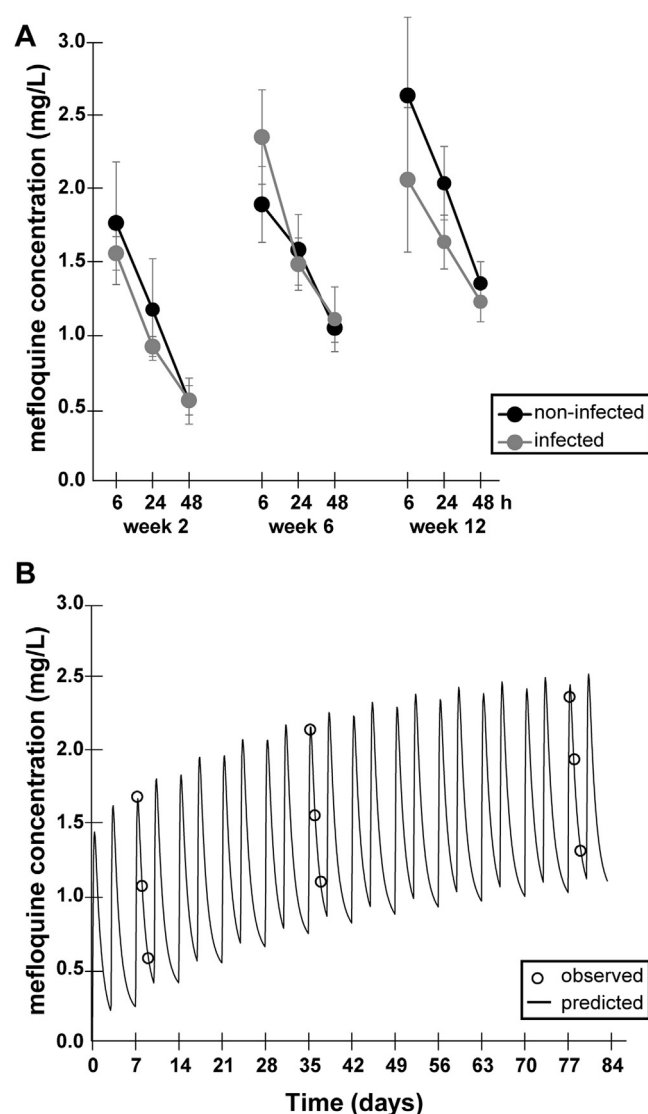 A
mefloquine concentration (mg/L)
3.0
2.5
2.0
1.5
1.0
0.5
0.0
non-infected
infected
6 24 48 6 24 48 6 24 48 h
week 2 week 6 week 12
B
mefloquine concentration (mg/L)
3.0
2.5
2.0
1.5
1.0
0.5
0.0
observed
predicted
0 7 14 21 28 35 42 49 56 63 70 77 84
Time (days)